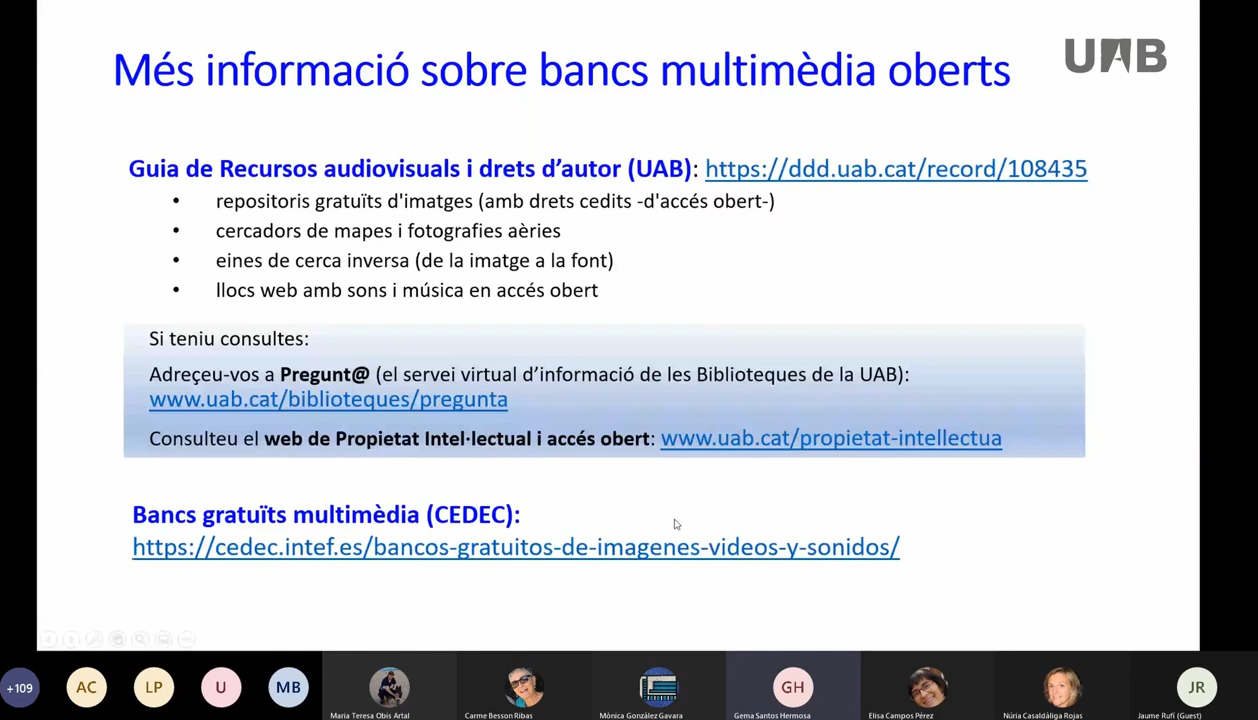 Més informació sobre bancs multimèdia oberts
UAB
Guia de Recursos audiovisuals i drets d’autor (UAB): https://ddd.uab.cat/record/108435
• repositoris gratuïts d'imatges (amb drets cedits -d'accés obert-)
• cercadors de mapes i fotografies aèries
• eines de cerca inversa (de la imatge a la font)
• llocs web amb sons i música en accés obert
Si teniu consultes:
Adreçeu-vos a Pregunt@ (el servei virtual d’informació de les Biblioteques de la UAB):
www.uab.cat/biblioteques/pregunta
Consulteu el web de Propietat Intel·lectual i accés obert: www.uab.cat/propietat-intellectua
Bancs gratuïts multimèdia (CEDEC):
https://cedec.intef.es/bancos-gratuitos-de-imagenes-videos-y-sonidos/
+109
AC
LP
U
MB
GH
JR
Maria Teresa Obis Artal
Carme Besson Ribas
Mònica González Gavara
Gema Santos Hermosa
Elisa Campos Pérez
Núria Casaldàliga Rojas
Jaume Rufí (Guest)